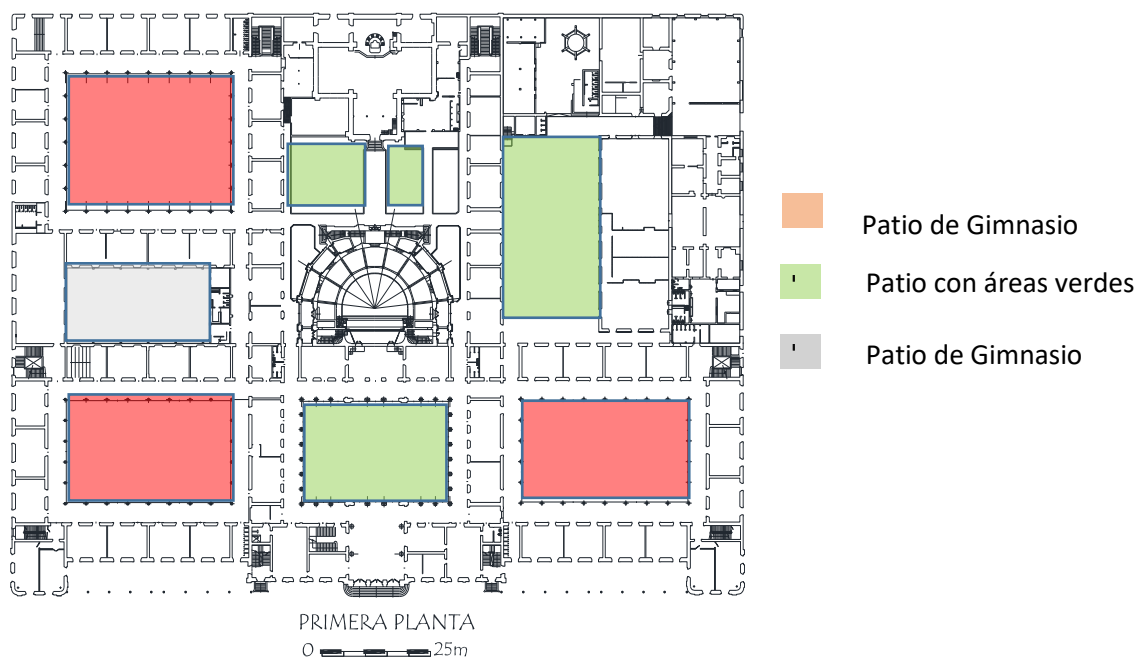 Patio de Gimnasio
Patio con áreas verdes
Patio de Gimnasio
PRIMERA PLANTA
0 25m